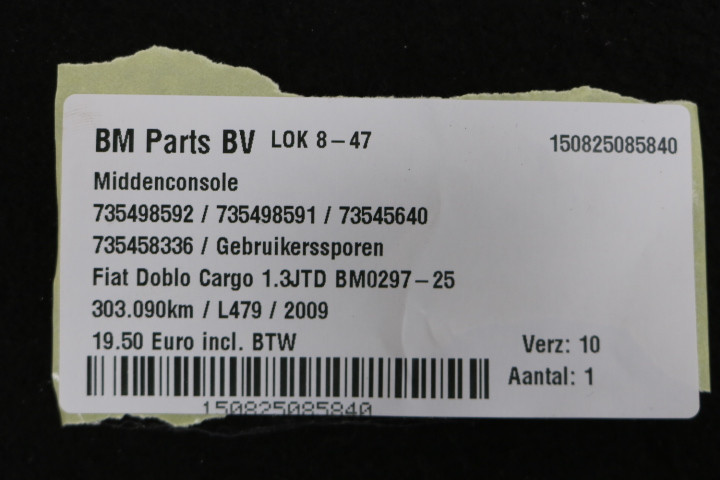 BM Parts BV LOK 8-47 150825085840
Middenconsole
735498592 / 735498591 / 73545640
735458336 / Gebruikerssporen
Fiat Doblo Cargo 1.3JTD BM0297-25
303.090km / L479 / 2009
19.50 Euro incl. BTW Verz: 10
Aantal: 1
150825085840